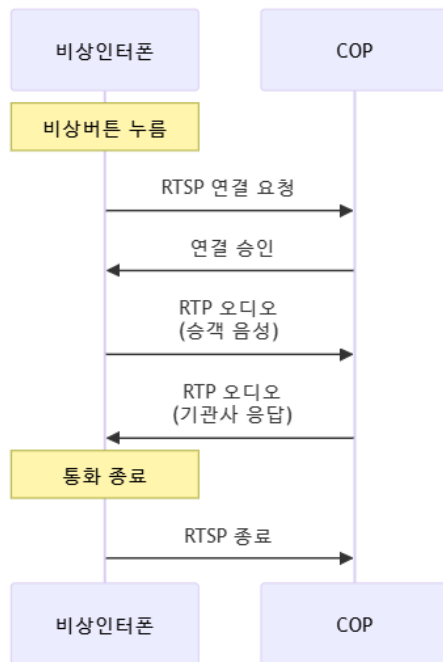 비상인터폰
COP
비상버튼 누름
RTSP 연결 요청
연결 승인
RTP 오디오
(승객 음성)
RTP 오디오
(기관사 응답)
통화 종료
RTSP 종료
비상인터폰
COP